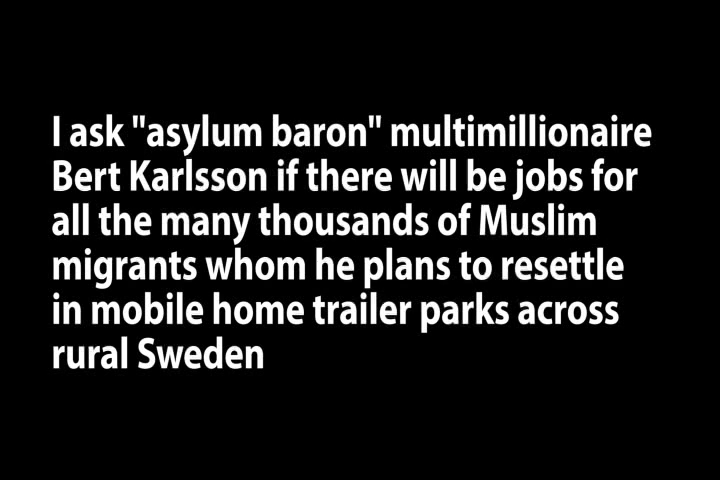 I ask "asylum baron" multimillionaire
Bert Karlsson if there will be jobs for
all the many thousands of Muslim
migrants whom he plans to resettle
in mobile home trailer parks across
rural Sweden